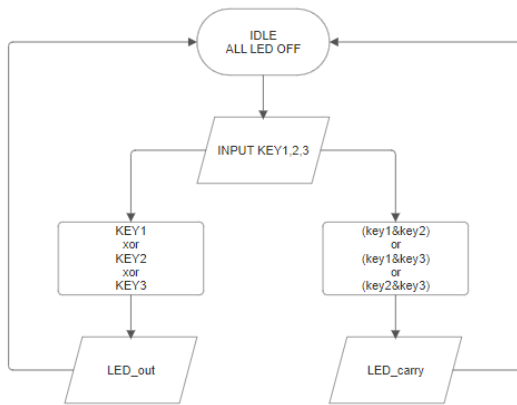 IDLE
ALL LED OFF
INPUT KEY1,2,3
KEY1
xor
KEY2
xor
KEY3
(key1&key2)
or
(key1&key3)
or
(key2&key3)
LED_out
LED_carry